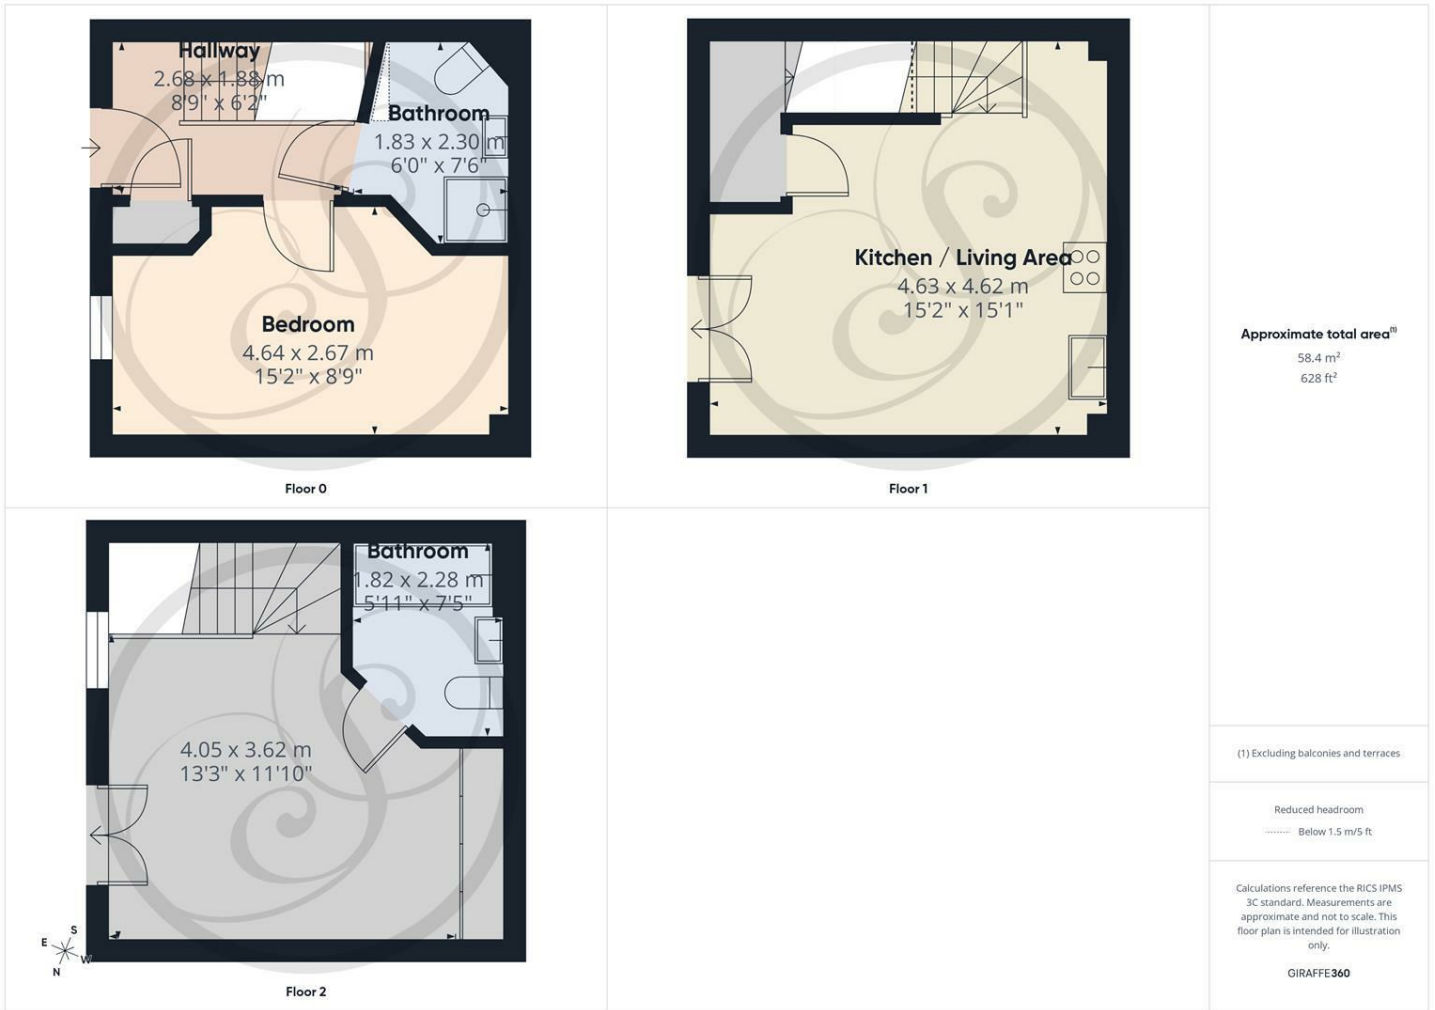 Hallway
2.68 x 1.88 m
8'9" x 6'2"
Bathroom
1.83 x 2.30 m
6'0" x 7'6"
Bedroom
4.64 x 2.67 m
15'2" x 8'9"
Floor 0
Kitchen / Living Area
4.63 x 4.62 m
15'2" x 15'1"
Floor 1
Bathroom
1.82 x 2.28 m
5'11" x 7'5"
4.05 x 3.62 m
13'3" x 11'10"
S
E
W
N
Floor 2
Approximate total area(1)
58.4 m²
628 ft²
(1) Excluding balconies and terraces
Reduced headroom
Below 1.5 m/5 ft
Calculations reference the RICS IPMS
3C standard. Measurements are
approximate and not to scale. This
floor plan is intended for illustration
only.
GIRAFFE360